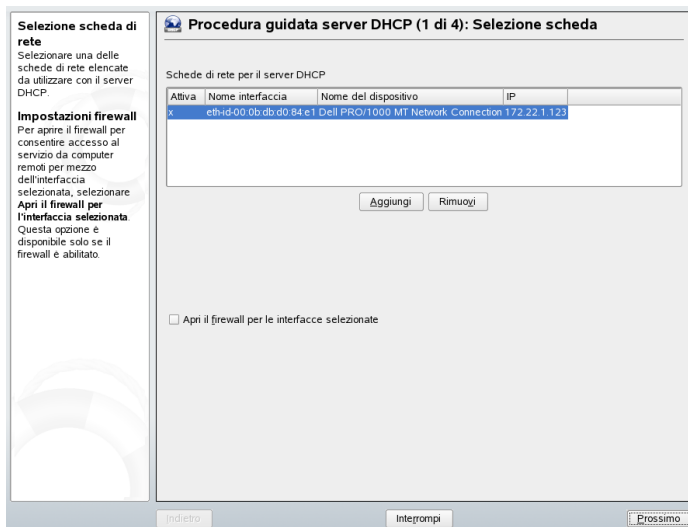 Selezione scheda di
rete
Selezionare una delle
schede di rete elencate
da utilizzare con il server
DHCP.
Impostazioni firewall
Per aprire il firewall per
consentire accesso al
servizio da computer
remoti per mezzo
dell'interfaccia
selezionata, selezionare
Apri il firewall per
l'interfaccia selezionata.
Questa opzione è
disponibile solo se il
firewall è abilitato.
Procedura guidata server DHCP (1 di 4): Selezione scheda
Schede di rete per il server DHCP
Attiva Nome interfaccia Nome del dispositivo IP
x eth-id-00:0b:db:d0:84:e1 Dell PRO/1000 MT Network Connection 172.22.1.123
Aggiungi Rimuovi
Apri il firewall per le interfacce selezionate
Indietro Interrompi Prossimo